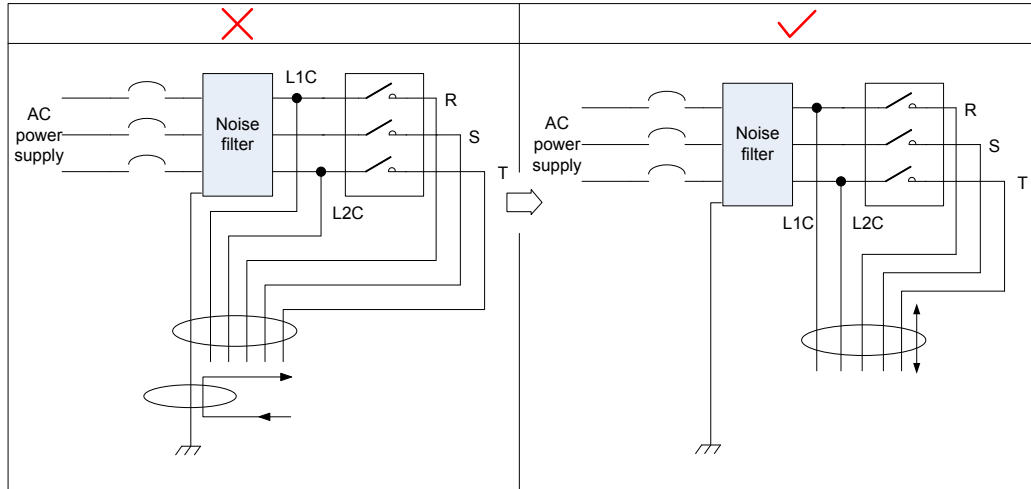 L1C
AC
power
supply
Noise
filter
R
S
T
L2C
AC
power
supply
Noise
filter
R
S
T
L1C
L2C